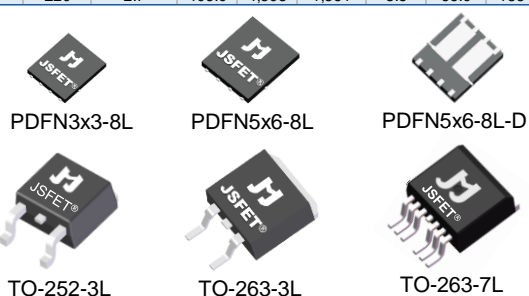 JSFET®
JSFET®
PDFN3x3-8L
PDFN5x6-8L
PDFN5x6-8L-D
JSFET®
JSFET®
JSFET®
TO-252-3L
TO-263-3L
TO-263-7L